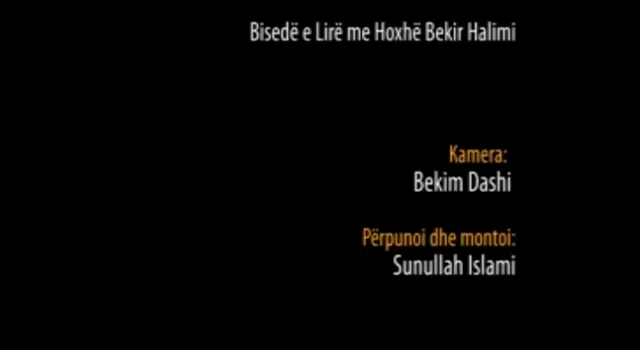 Bisedë e Lirë me Hoxhë Bekir Halimi
Kamera:
Bekim Dashi
Përpunoi dhe montoi:
Sunullah Islami